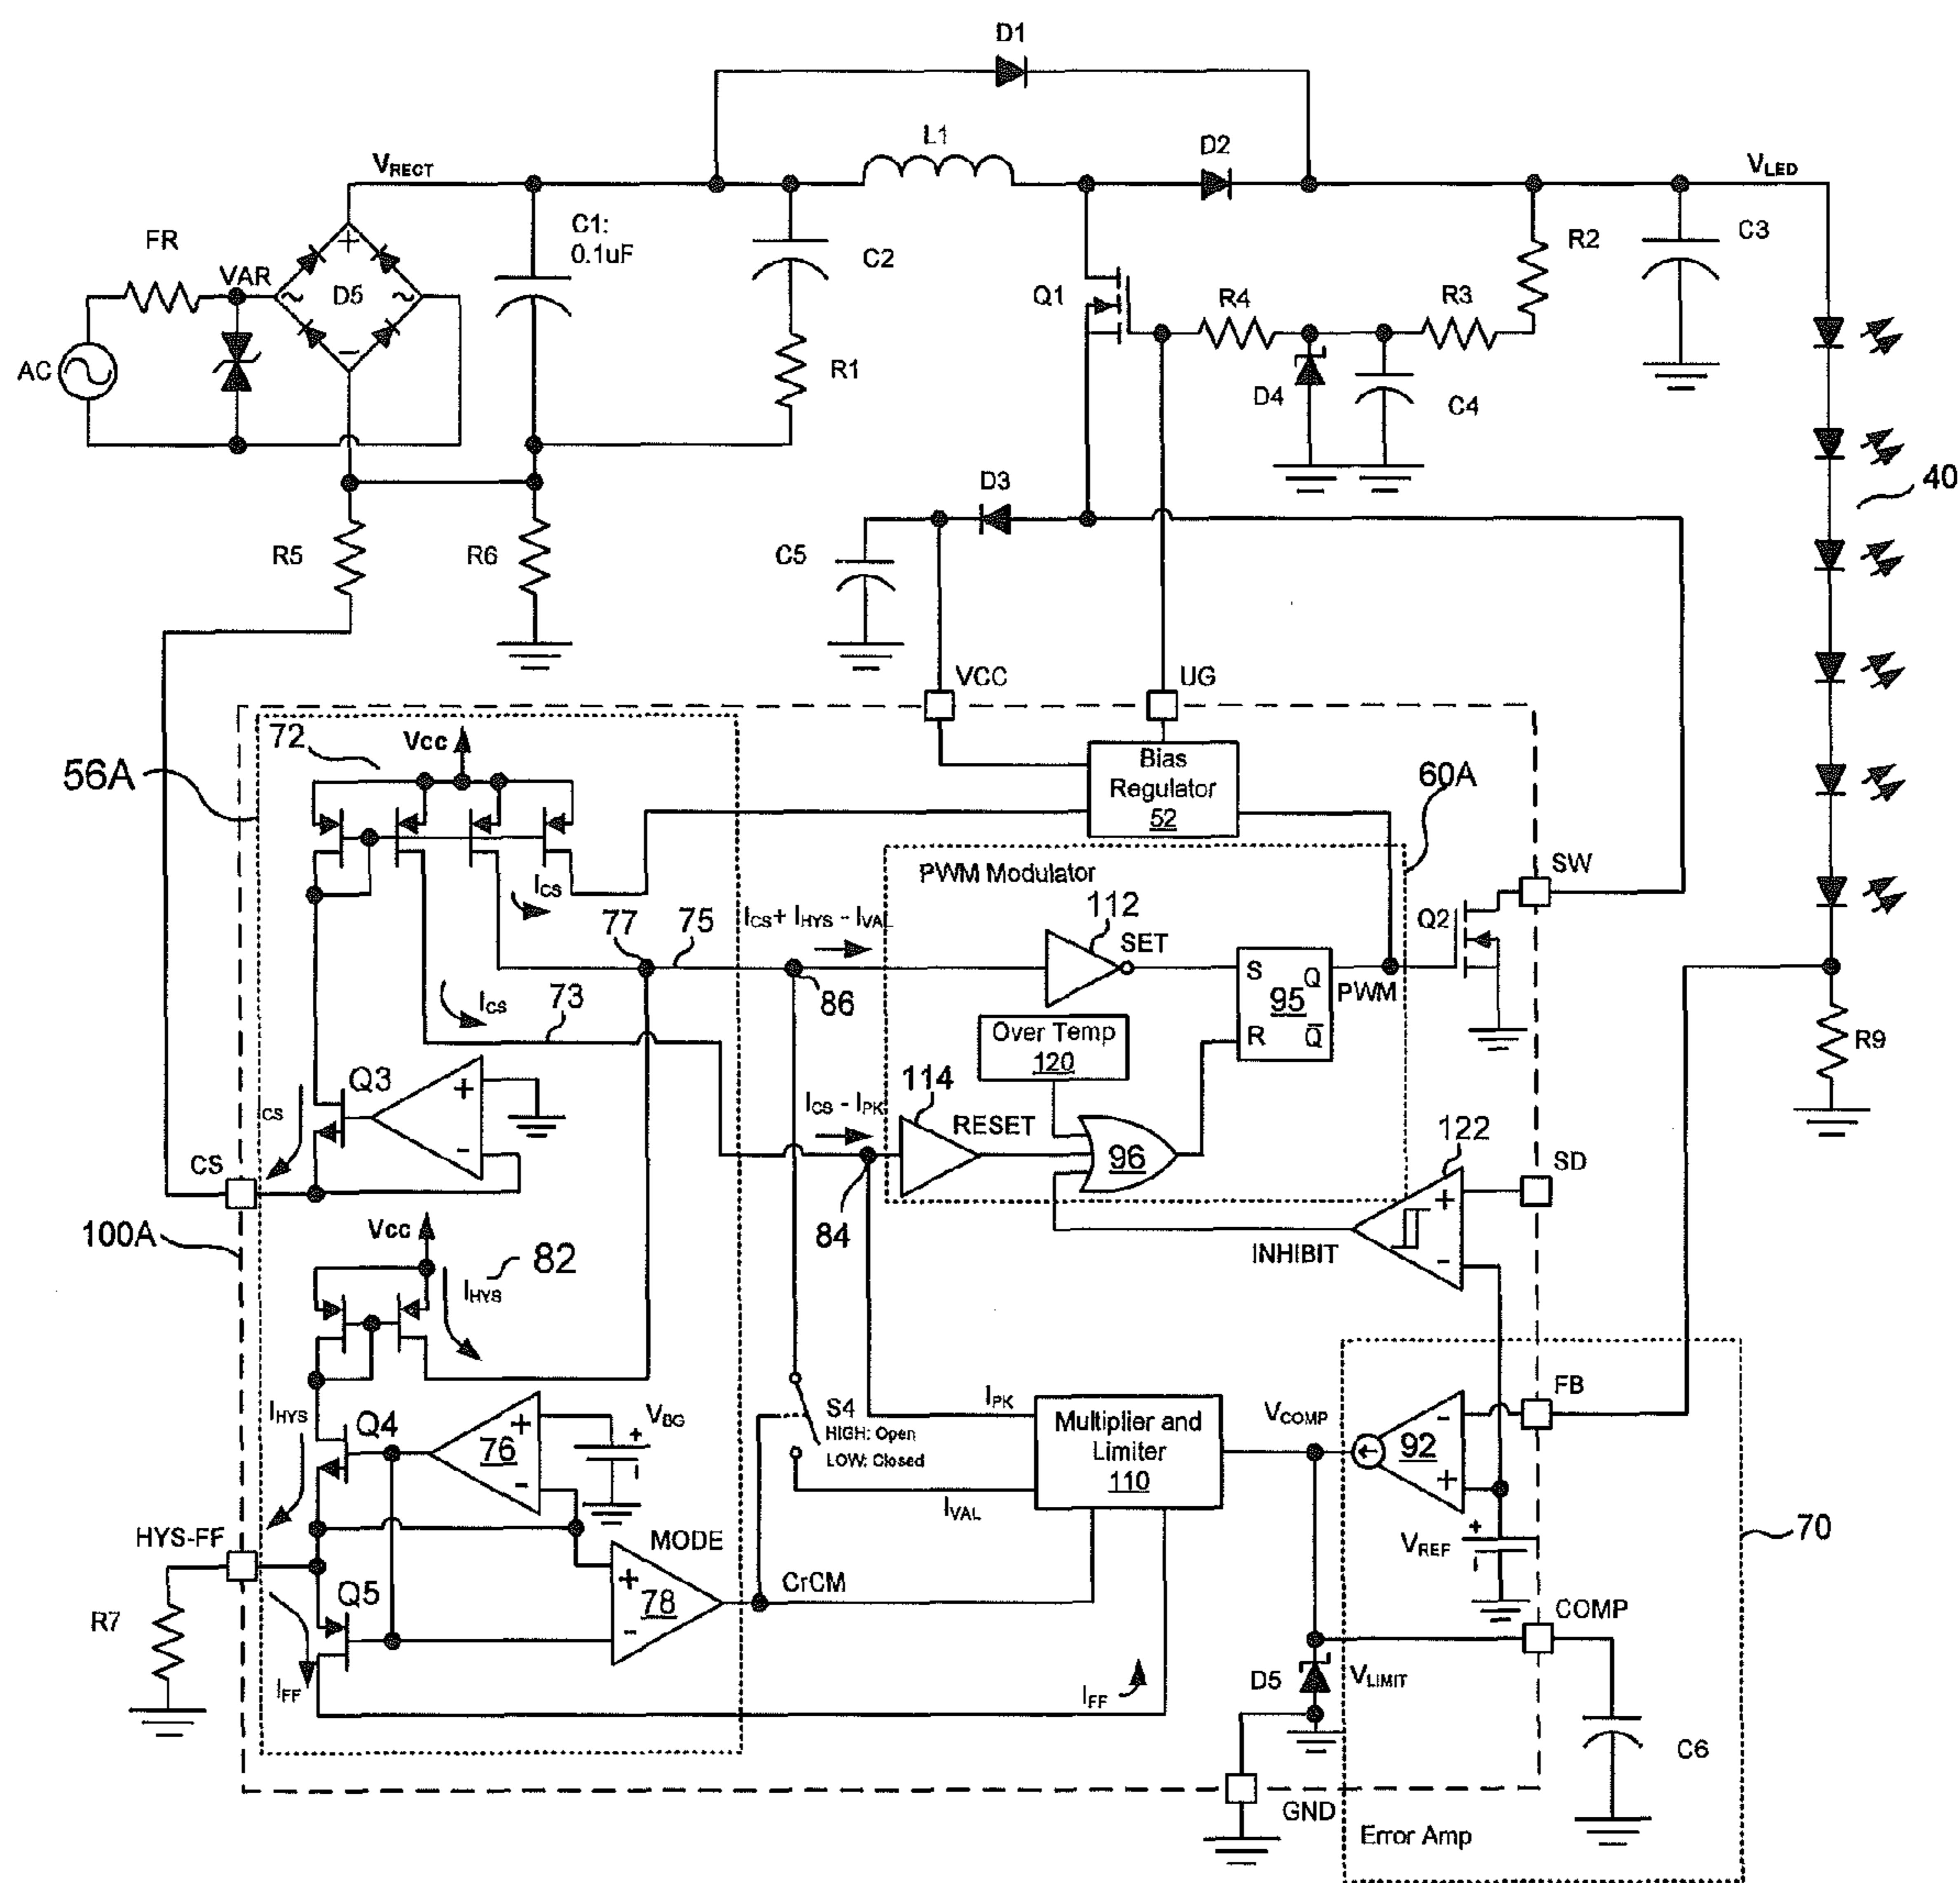 D1
L1
D2
VRECT
VLED
C1:
0.1uF
C2
C3
R2
FR
VAR
D5
+
~
~
−
AC
R1
Q1
R4
R3
D4
C4
40
D3
C5
R5
R6
VCC
UG
72
Vcc
56A
Bias
Regulator
52
60A
PWM Modulator
SW
ICS
77
75
ICS+ IHYS - IVAL
112
SET
Q2
S
Q
95
PWM
R
Q̅
86
ICS
73
Over Temp
120
R9
Q3
+
-
CS
CS
ICS - IPK
114
RESET
96
122
SD
+
-
84
INHIBIT
100A
Vcc
82
IHYS
IHYS
Q4
+
76
-
VBG
+
-
S4
HIGH: Open
LOW: Closed
IPK
IVAL
Multiplier and
Limiter
110
VCOMP
FB
-
92
+
HYS-FF
MODE
+
78
-
CrCM
VREF
+
-
70
R7
Q5
IFF
IFF
D5
VLIMIT
COMP
C6
GND
Error Amp